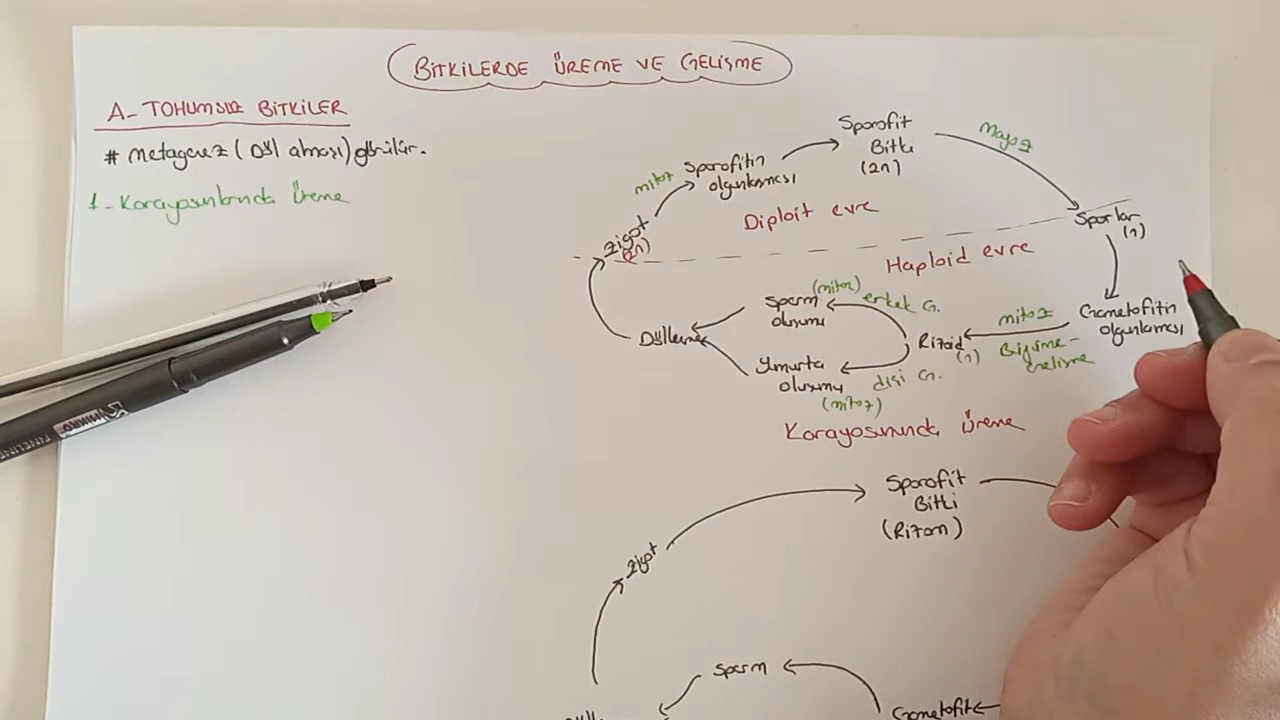 BİTKİLERDE ÜREME VE GELİŞME
A- TOHUMSUZ BİTKİLER
# metagenez (Döl alması) görülür.
1- Karayosunlarında Üreme
Sporofit
Bitki
(2n)
Mayoz
mitoz
Sporofitin
olgunlaşması
Zigot
(2n)
Diploit evre
Sporlar
(n)
Haploid evre
Gametofitin
olgunlaşması
mitoz
Büyüme-
Gelişme
Rizoid
(n)
Sperm
oluşumu
(mitoz)
erkek G.
Dölleme
Yumurta
oluşumu
(mitoz)
dişi G.
Karayosununda Üreme
Sporofit
Bitki
(Rizom)
Zigot
Sperm
Gametofit